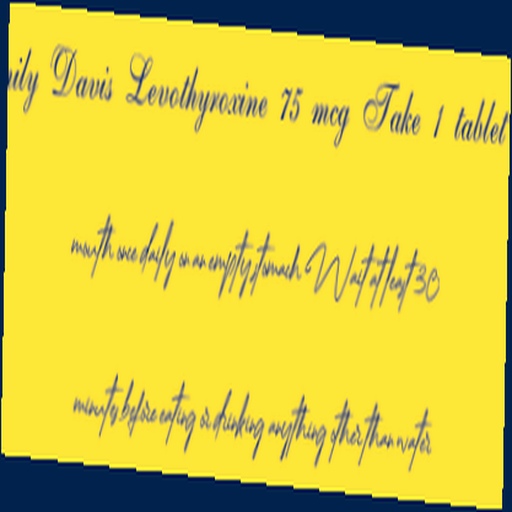 Davis Levothyroxine 75 mcg Take 1 tablet
mouth once daily on an empty stomach Wait at least 30
minutes before eating or drinking anything other than water